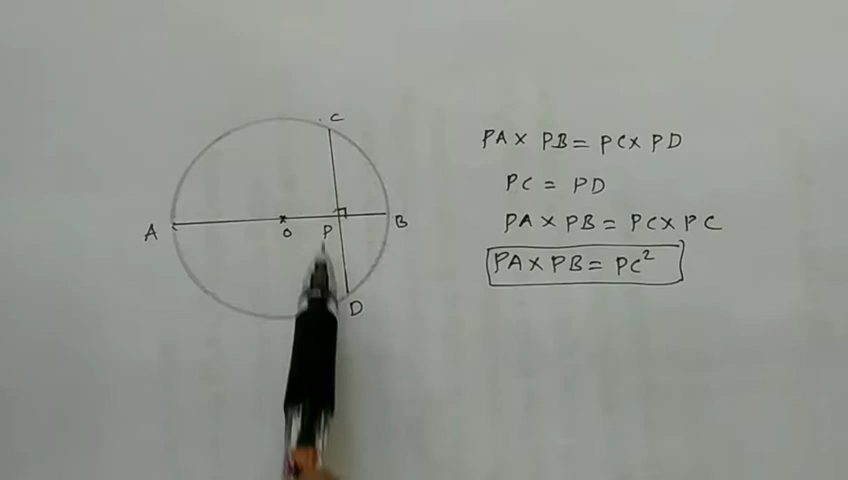 C
A
O
P
B
D
PA × PB = PC × PD
PC = PD
PA × PB = PC × PC
PA × PB = PC²